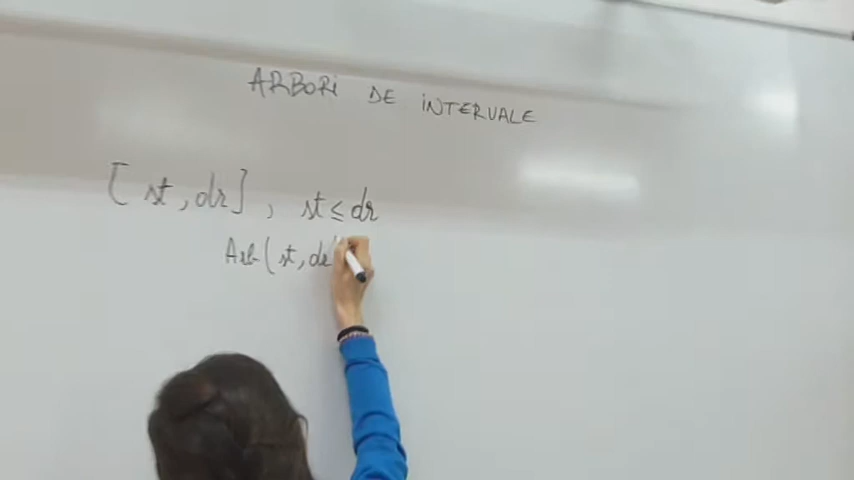 ARBORI DE INTERVALE
[st, dr], st ≤ dr
Arb(st, dr